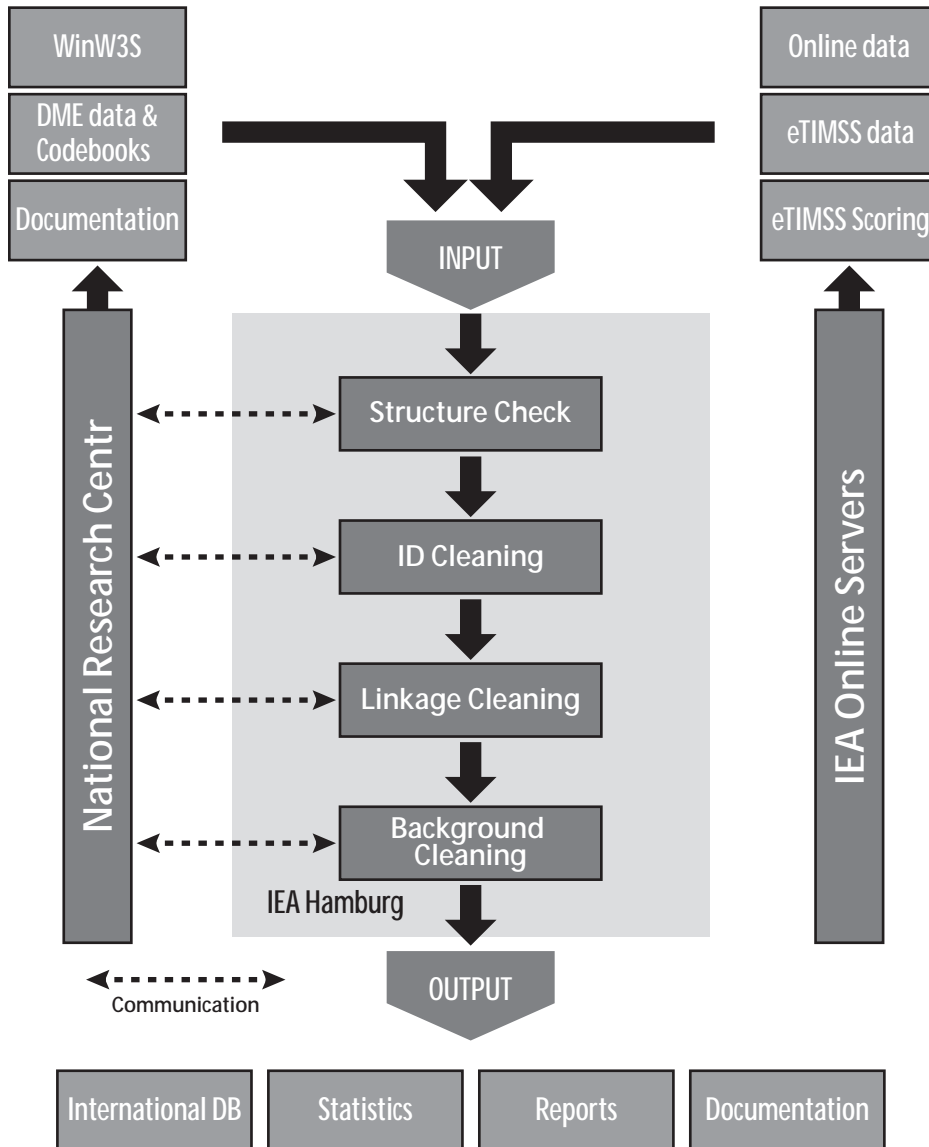 WinW3S
DME data &
Codebooks
Documentation
Online data
eTIMSS data
eTIMSS Scoring
INPUT
National Research Centr
Structure Check
ID Cleaning
Linkage Cleaning
Background
Cleaning
IEA Hamburg
IEA Online Servers
Communication
OUTPUT
International DB
Statistics
Reports
Documentation